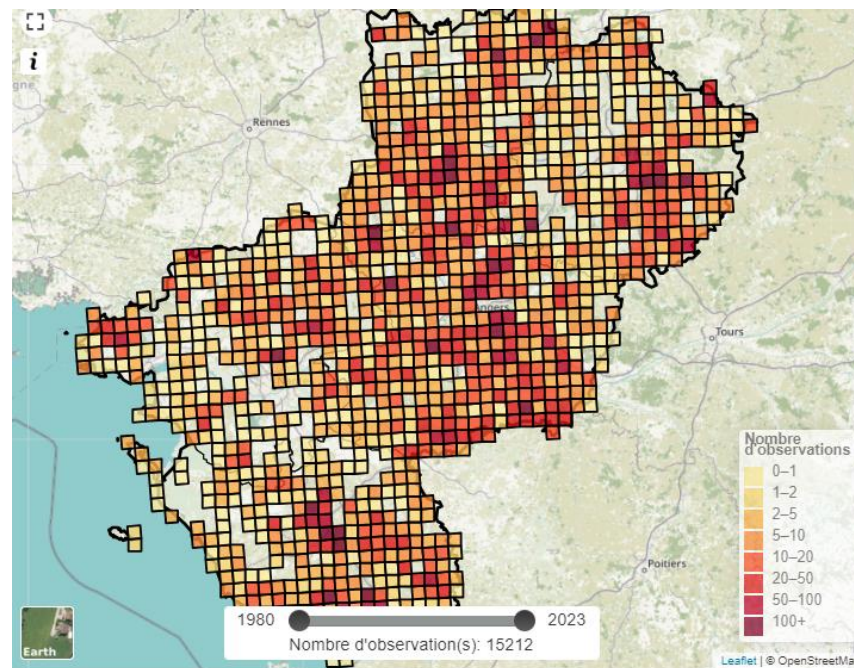 i
gne
Rennes
Angers
Tours
Nombre
d'observations
0–1
1–2
2–5
5–10
10–20
20–50
50–100
100+
Poitiers
1980
2023
Nombre d'observation(s): 15212
Earth
Leaflet | © OpenStreetMa